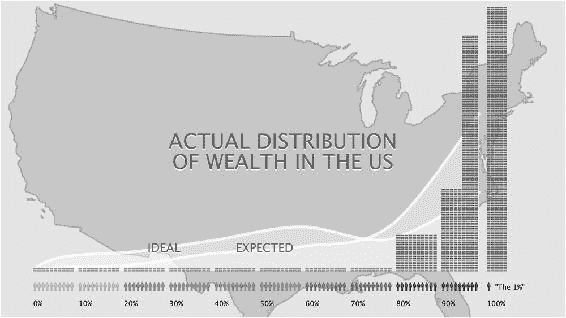 ACTUAL DISTRIBUTION
OF WEALTH IN THE US
IDEAL EXPECTED
"The 1%"
0% 10% 20% 30% 40% 50% 60% 70% 80% 90% 100%